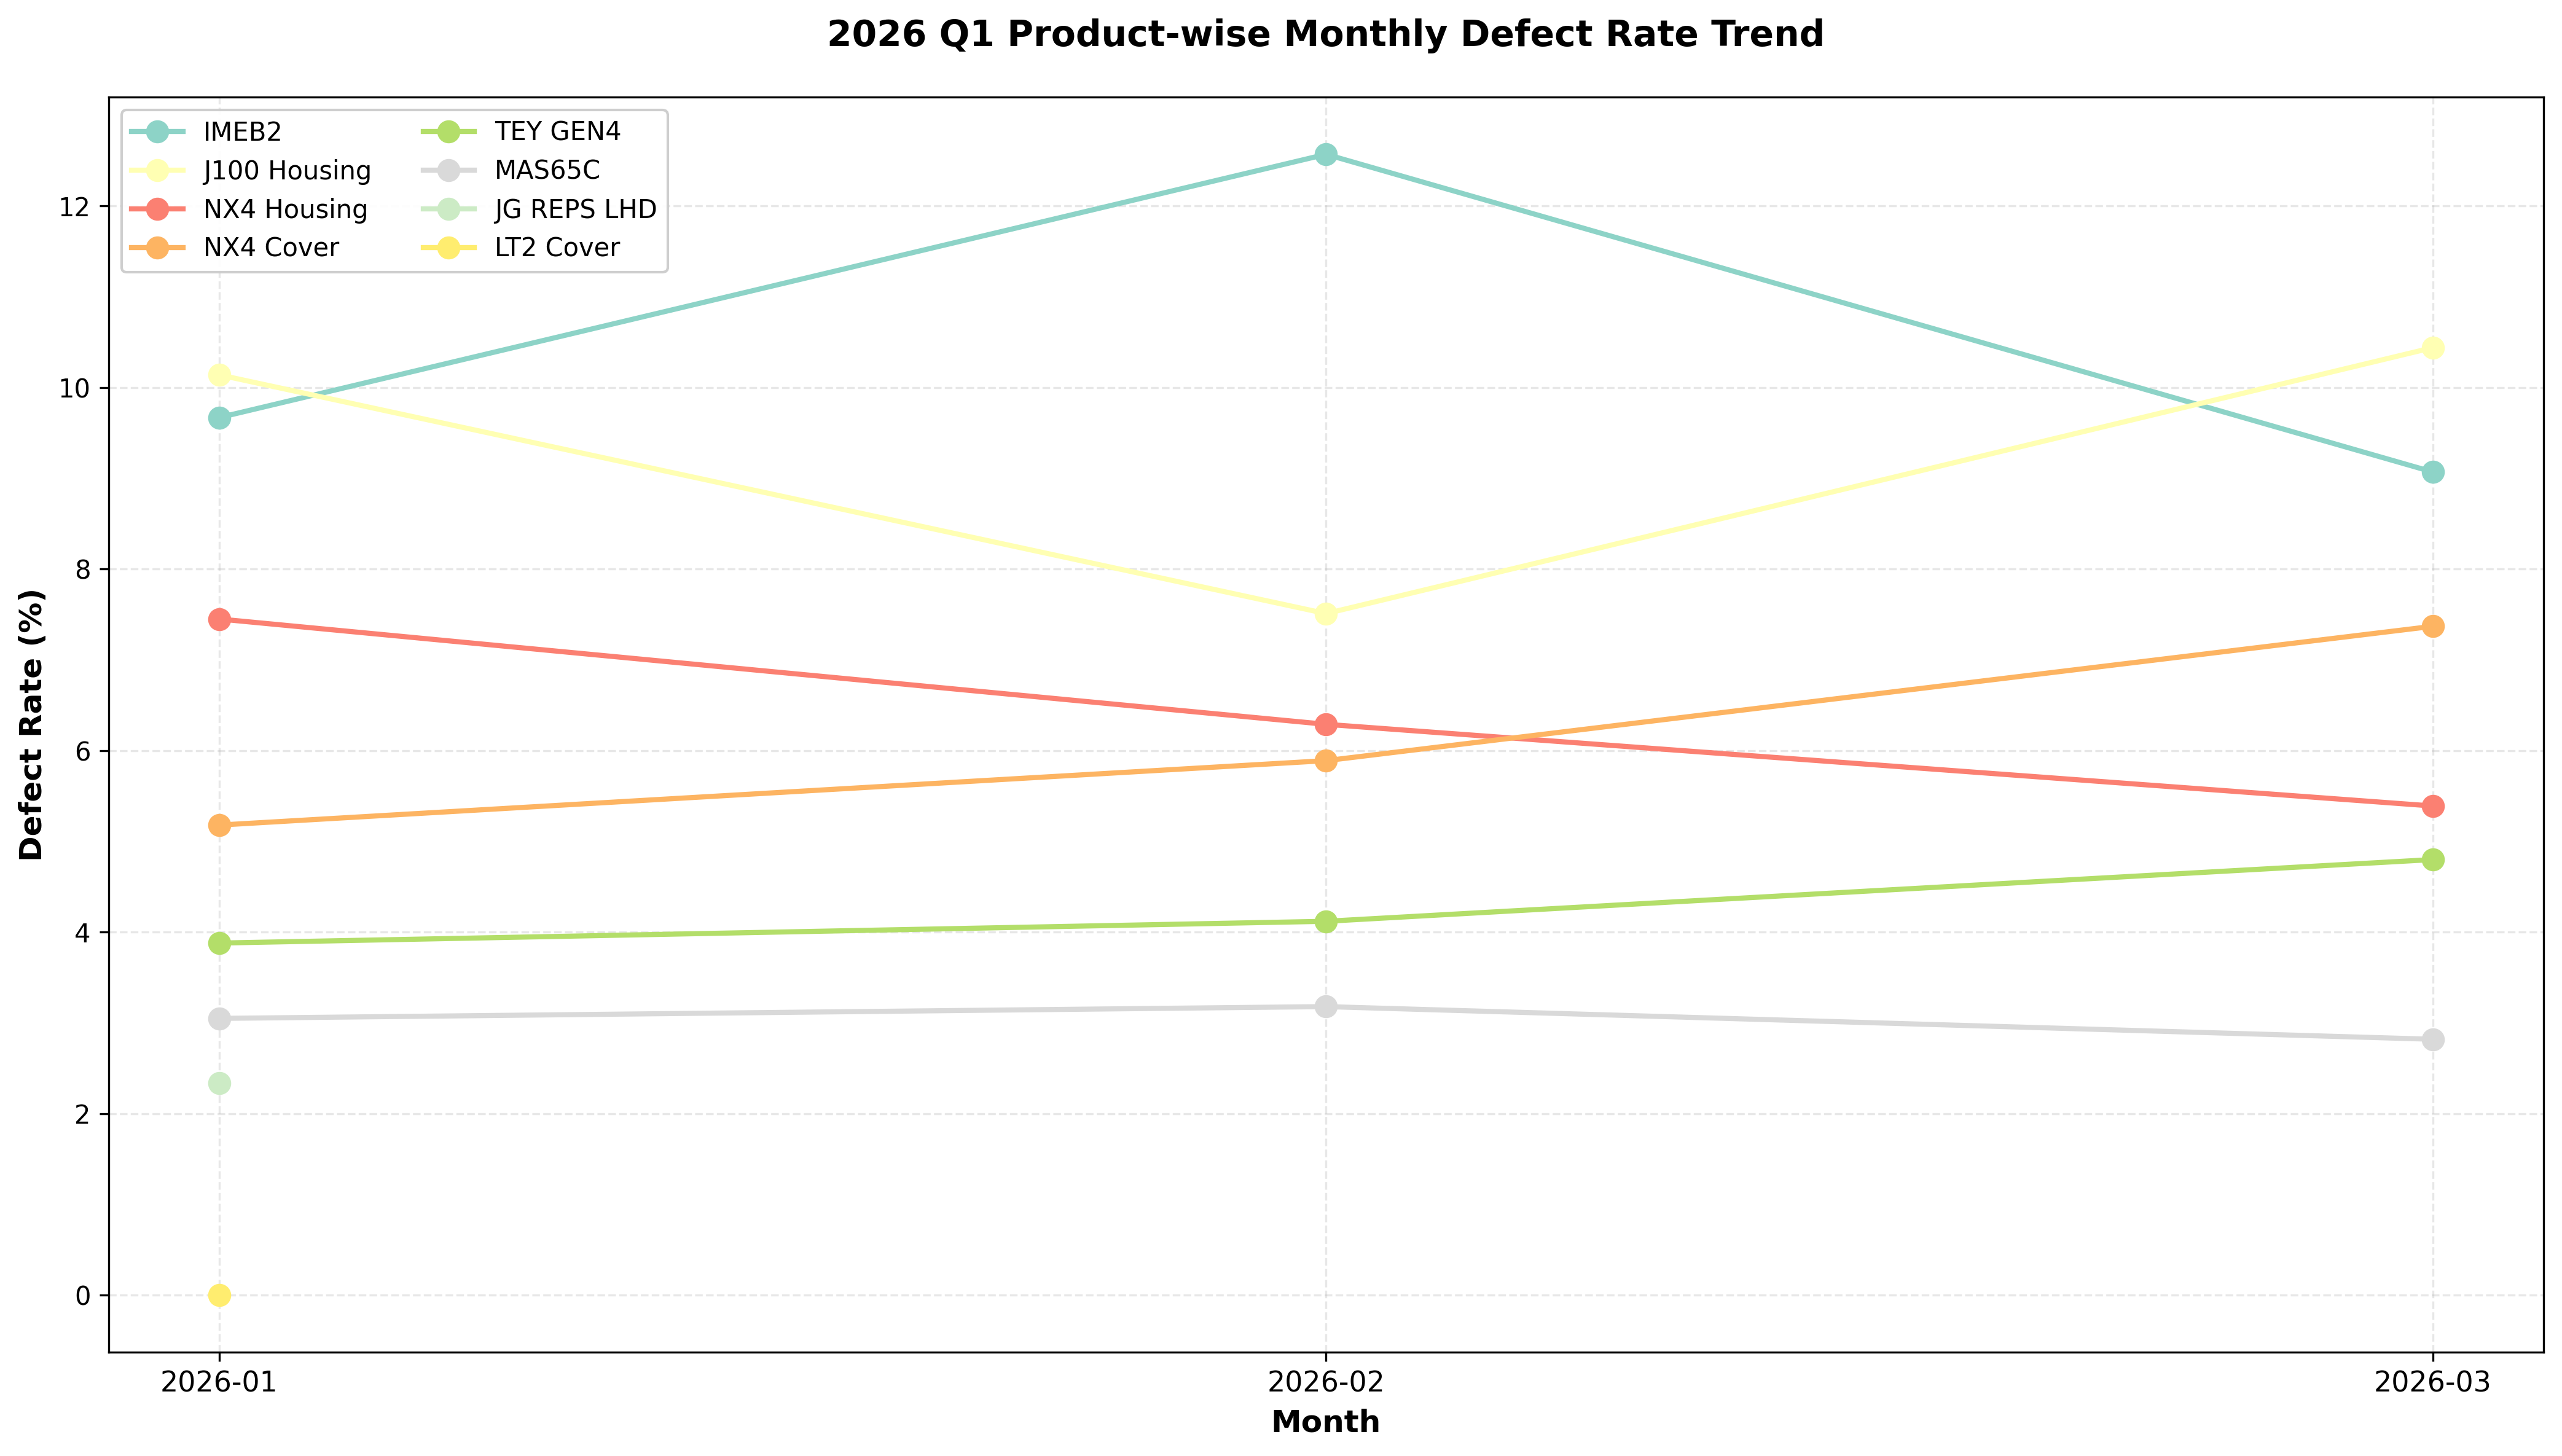 2026 Q1 Product-wise Monthly Defect Rate Trend
IMEB2
J100 Housing
NX4 Housing
NX4 Cover
TEY GEN4
MAS65C
JG REPS LHD
LT2 Cover
Defect Rate (%)
12
10
8
6
4
2
0
2026-01
2026-02
2026-03
Month